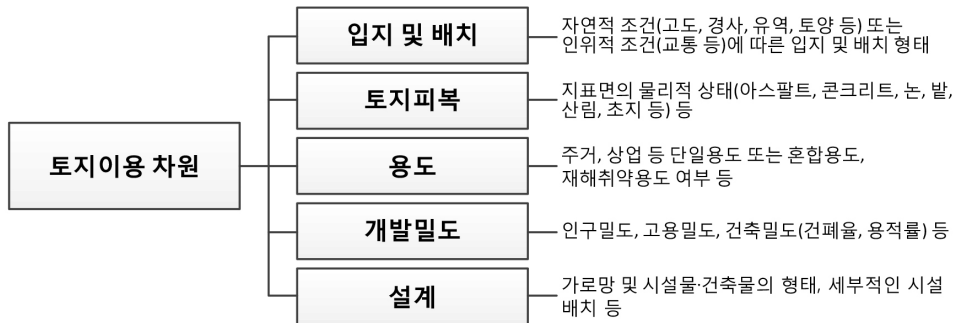 토지이용 차원
입지 및 배치
자연적 조건(고도, 경사, 유역, 토양 등) 또는
인위적 조건(교통 등)에 따른 입지 및 배치 형태
토지피복
지표면의 물리적 상태(아스팔트, 콘크리트, 논, 밭,
산림, 초지 등) 등
용도
주거, 상업 등 단일용도 또는 혼합용도,
재해취약용도 여부 등
개발밀도
인구밀도, 고용밀도, 건축밀도(건폐율, 용적률) 등
설계
가로망 및 시설물·건축물의 형태, 세부적인 시설
배치 등